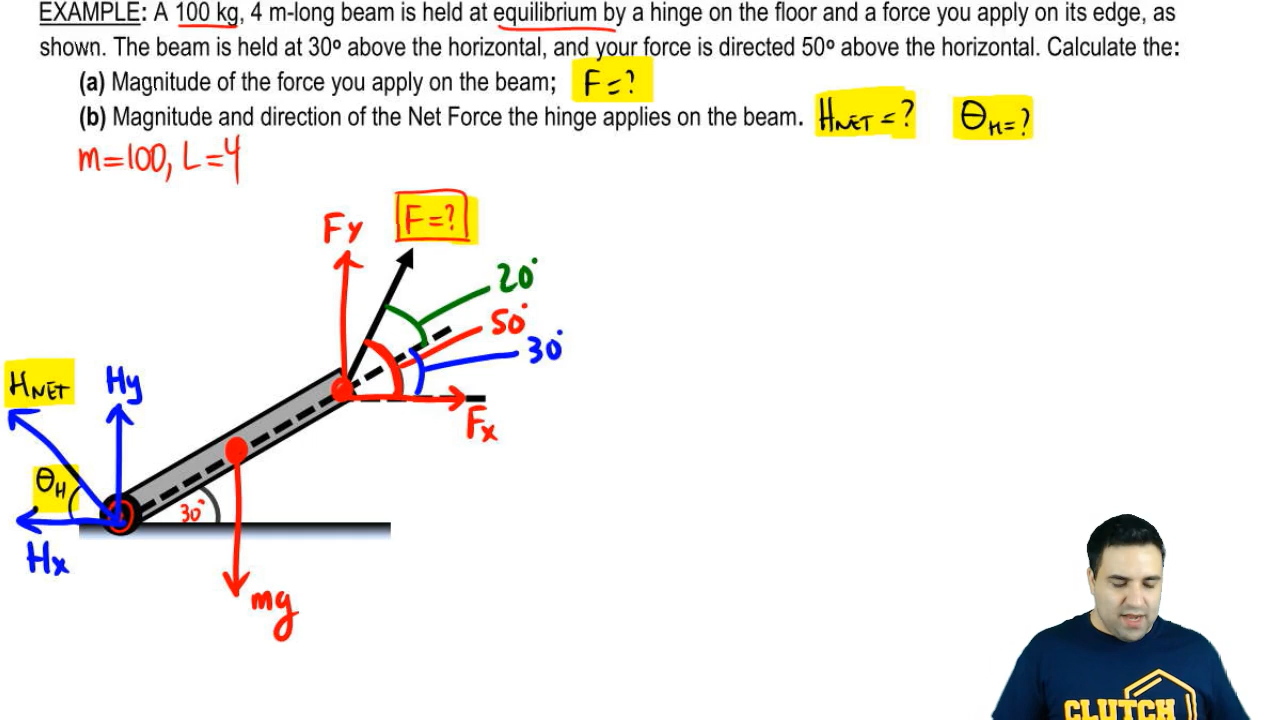 EXAMPLE: A 100 kg, 4 m-long beam is held at equilibrium by a hinge on the floor and a force you apply on its edge, as
shown. The beam is held at 30º above the horizontal, and your force is directed 50º above the horizontal. Calculate the:
(a) Magnitude of the force you apply on the beam; F=?
(b) Magnitude and direction of the Net Force the hinge applies on the beam. HNET=? θH=?
m=100, L=4
Fy
F=?
20°
50°
30°
HNET
Hy
Fx
θH
30°
Hx
mg
CLUTCH